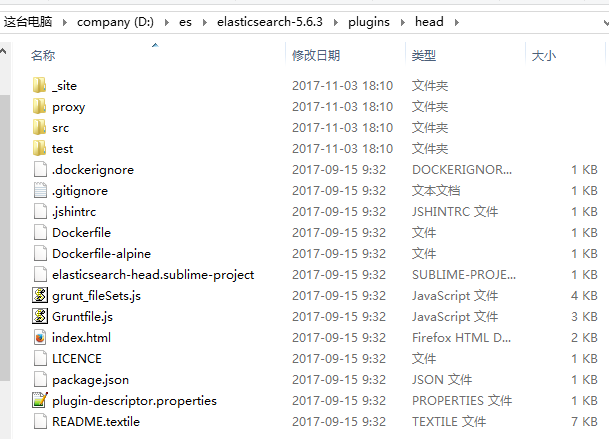 这台电脑 company (D:) es elasticsearch-5.6.3 plugins head
名称 修改日期 类型 大小
_site 2017-11-03 18:10 文件夹
proxy 2017-11-03 18:10 文件夹
src 2017-11-03 18:10 文件夹
test 2017-11-03 18:10 文件夹
.dockerignore 2017-09-15 9:32 DOCKERIGNOR... 1 KB
.gitignore 2017-09-15 9:32 文本文档 1 KB
.jshintrc 2017-09-15 9:32 JSHINTRC 文件 1 KB
Dockerfile 2017-09-15 9:32 文件 1 KB
Dockerfile-alpine 2017-09-15 9:32 文件 1 KB
elasticsearch-head.sublime-project 2017-09-15 9:32 SUBLIME-PROJE... 1 KB
grunt_fileSets.js 2017-09-15 9:32 JavaScript 文件 4 KB
Gruntfile.js 2017-09-15 9:32 JavaScript 文件 3 KB
index.html 2017-09-15 9:32 Firefox HTML D... 2 KB
LICENCE 2017-09-15 9:32 文件 1 KB
package.json 2017-09-15 9:32 JSON 文件 1 KB
plugin-descriptor.properties 2017-09-15 9:32 PROPERTIES 文件 1 KB
README.textile 2017-09-15 9:32 TEXTILE 文件 7 KB